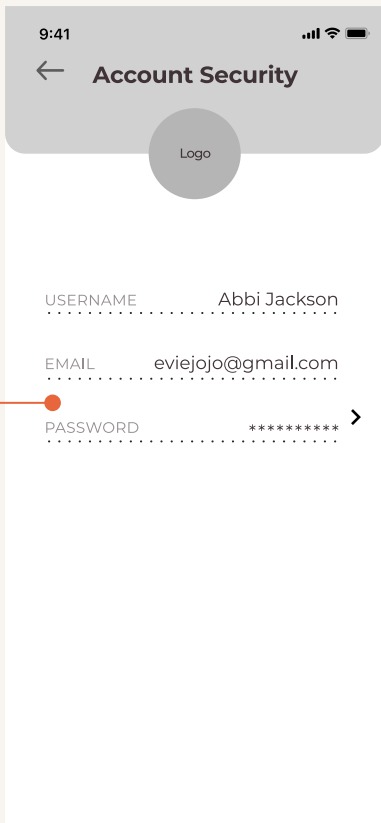 9:41
Account Security
Logo
USERNAME Abbi Jackson
EMAIL eviejojo@gmail.com
PASSWORD **********